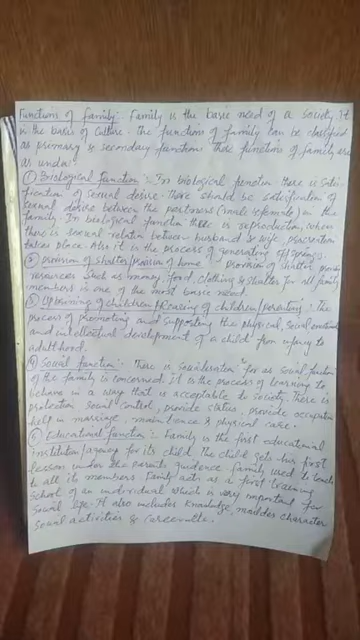 Functions of family:- Family is the basic need of a society. It
is the basis of culture. The functions of family can be classified
as primary & secondary function. Thde functions of family are
as under
① Briological function:- In biological function there is satis-
fication of sexual desire. There should be satisfication of
sexual desire between the partners (male & female) in the
family. In biological function there is reproduction, when
there is sexual relation between husband & wife, procreation
takes place. Also it is the process of generating offsprings.
② provision of shelter/provision of home:- provision of shelter provides
resources such as money, food, clothing & shelter for all family
members is one of the most basic need.
③ Upbrining of children/Rearing of children/parenting:- The
process of promoting and supporting the physical, social emotional
and intellectual development of a child from infancy to
adulthood.
④ Social function:- There is socialisation for as social function
of the family is concerned. it is the process of learning to
behave in a way that is acceptable to society. There is
protection social control, provide status, provide occupation
help in marriage, maintenance & physical care.
⑤ Educational function:- Family is the first educational
institution/agency for its child. The child gets his first
lesson under the parents guidence family used to teach
to all its members. Family acts as a first training
school of an individual which is very important for
social life. It also includes knowledge, mouldes character
social activities &